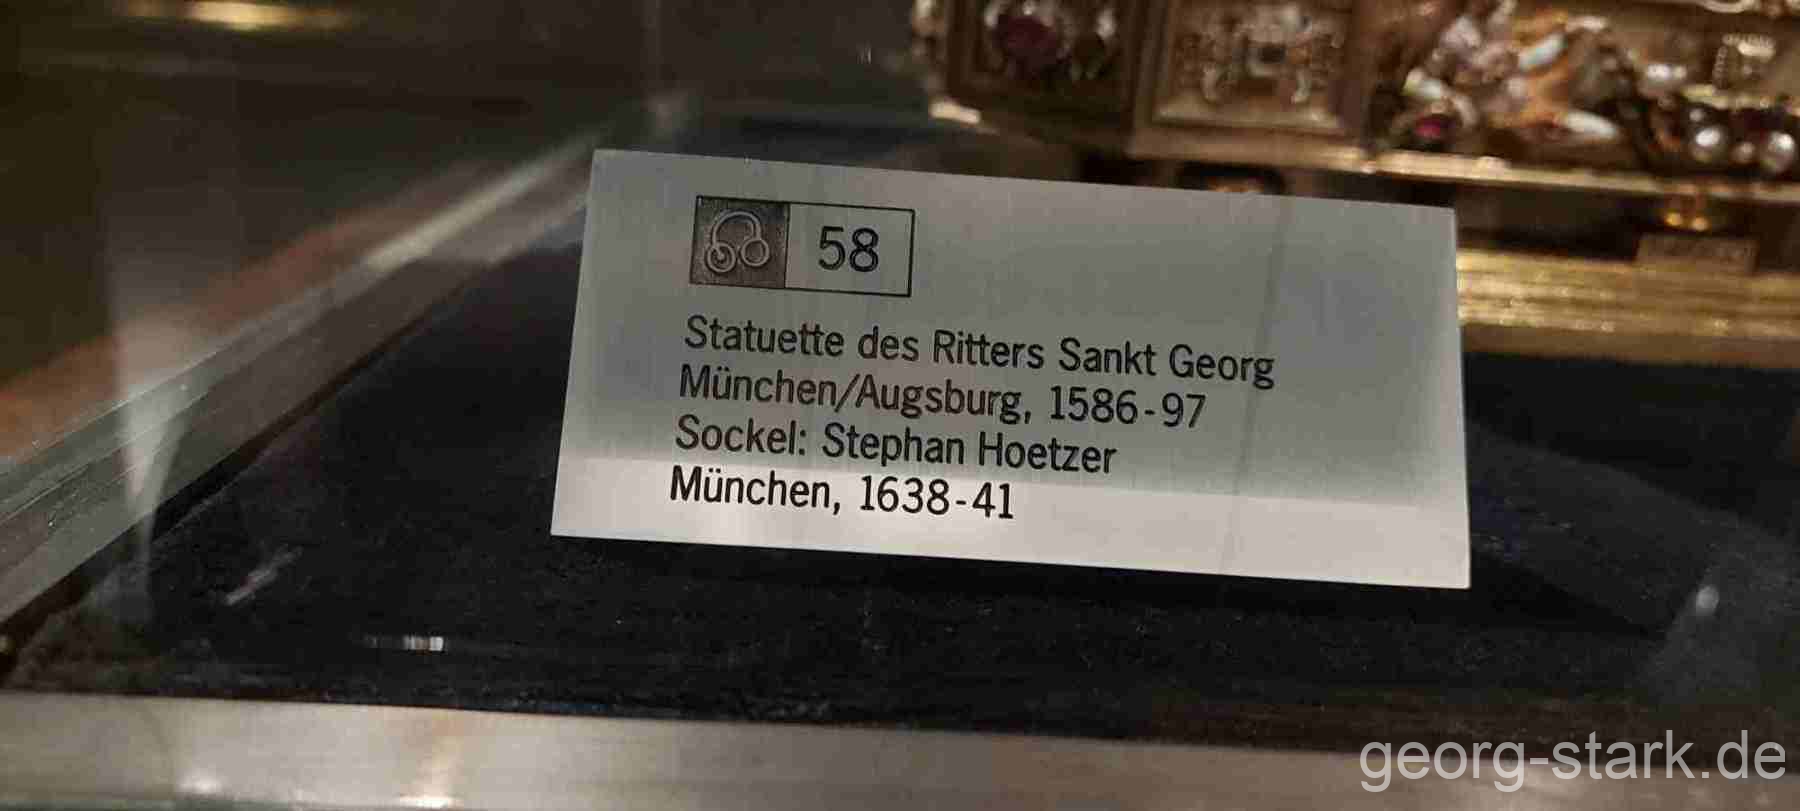 58
Statuette des Ritters Sankt Georg
München/Augsburg, 1586-97
Sockel: Stephan Hoetzer
München, 1638-41
georg-stark.de